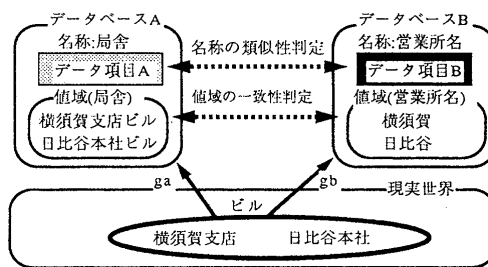 データベースA
名称:局舎
データ項目A
値域(局舎)
横須賀支店ビル
日比谷本社ビル
名称の類似性判定
値域の一致性判定
データベースB
名称:営業所名
データ項目B
値域(営業所名)
横須賀
日比谷
ga
gb
現実世界
ビル
横須賀支店 日比谷本社